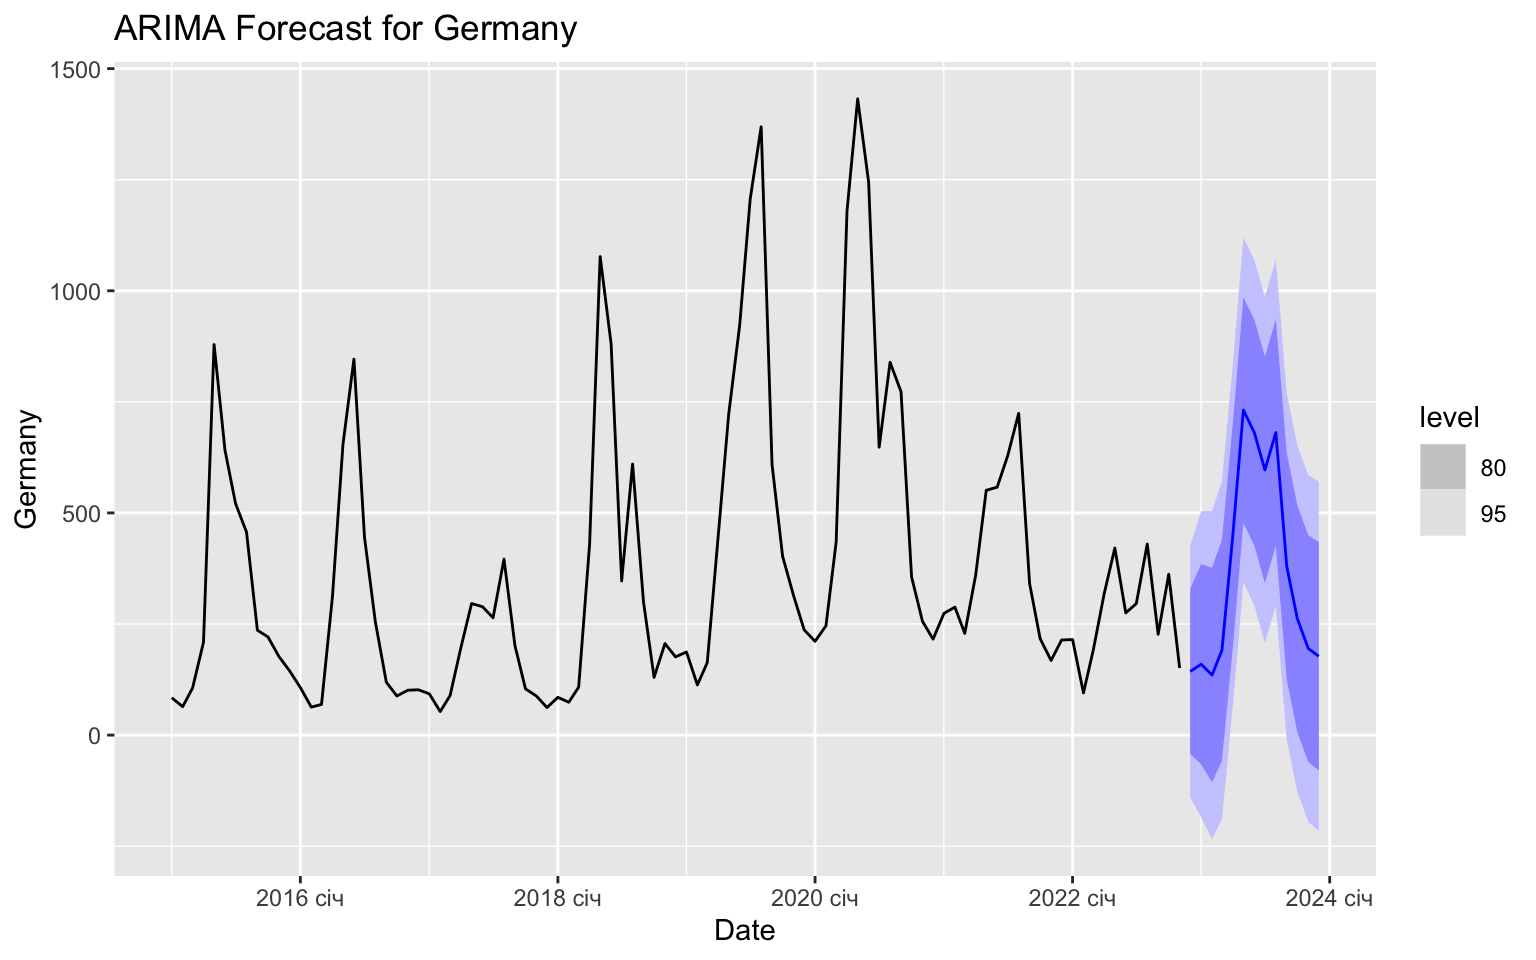 ARIMA Forecast for Germany
1500
1000
500
0
Germany
2016 січ
2018 січ
2020 січ
2022 січ
2024 січ
Date
level
80
95